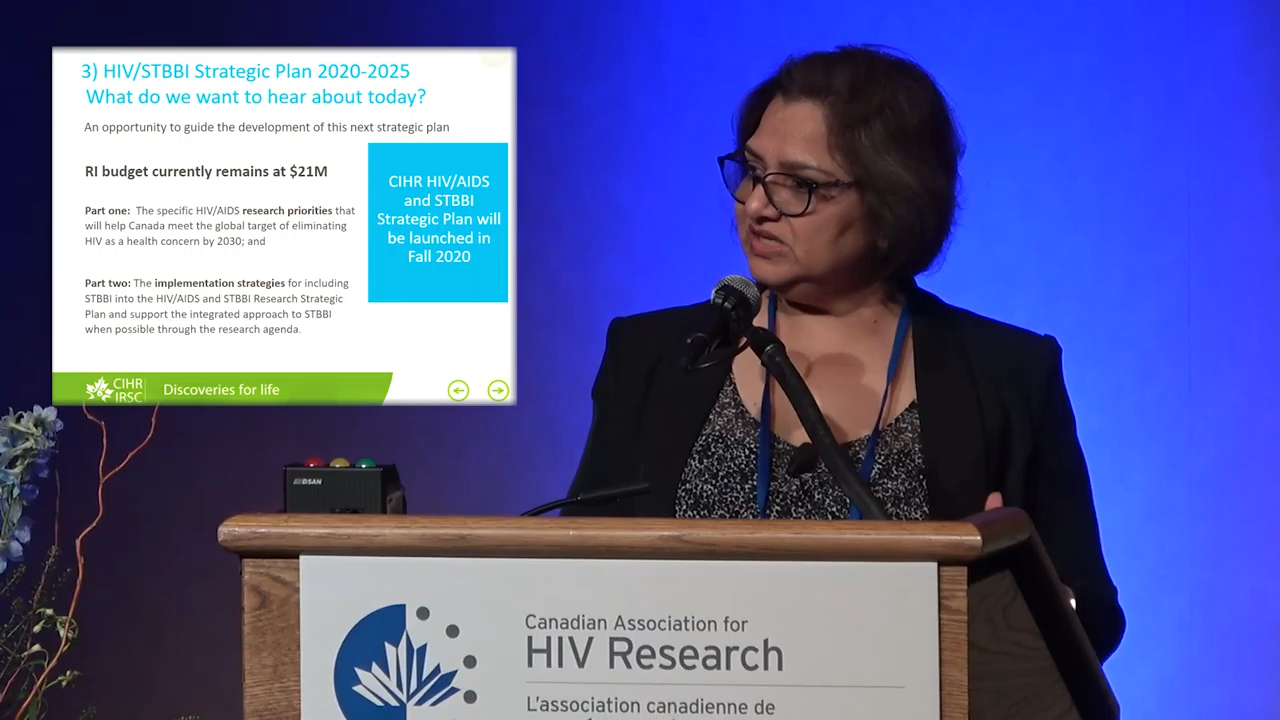 3) HIV/STBBI Strategic Plan 2020-2025
What do we want to hear about today?
An opportunity to guide the development of this next strategic plan
RI budget currently remains at $21M
Part one: The specific HIV/AIDS research priorities that
will help Canada meet the global target of eliminating
HIV as a health concern by 2030; and
Part two: The implementation strategies for including
STBBI into the HIV/AIDS and STBBI Research Strategic
Plan and support the integrated approach to STBBI
when possible through the research agenda.
CIHR HIV/AIDS
and STBBI
Strategic Plan will
be launched in
Fall 2020
CIHR
IRSC
Discoveries for life
DSAN
Canadian Association for
HIV Research
L'association canadienne de